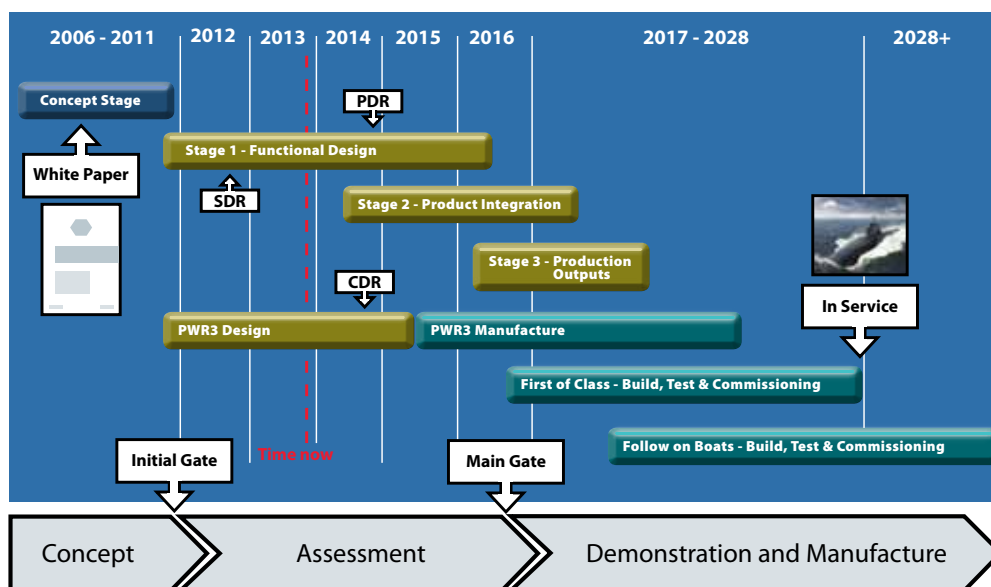 2006 - 2011 2012 2013 2014 2015 2016 2017 - 2028 2028+
Concept Stage
PDR
White Paper
Stage 1 - Functional Design
SDR
Stage 2 - Product Integration
Stage 3 - Production
Outputs
CDR
In Service
PWR3 Design
PWR3 Manufacture
First of Class - Build, Test & Commissioning
Follow on Boats - Build, Test & Commissioning
Initial Gate
Time now
Main Gate
Concept
Assessment
Demonstration and Manufacture